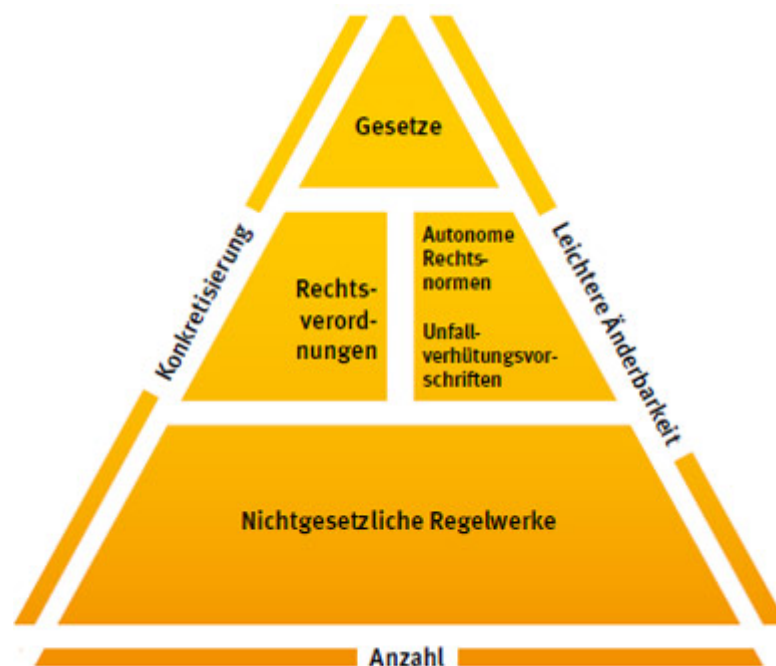 Gesetze
Konkretisierung
Leichtere Änderbarkeit
Rechts-
verord-
nungen
Autonome
Rechts-
normen
Unfall-
verhütungsvor-
schriften
Nichtgesetzliche Regelwerke
Anzahl